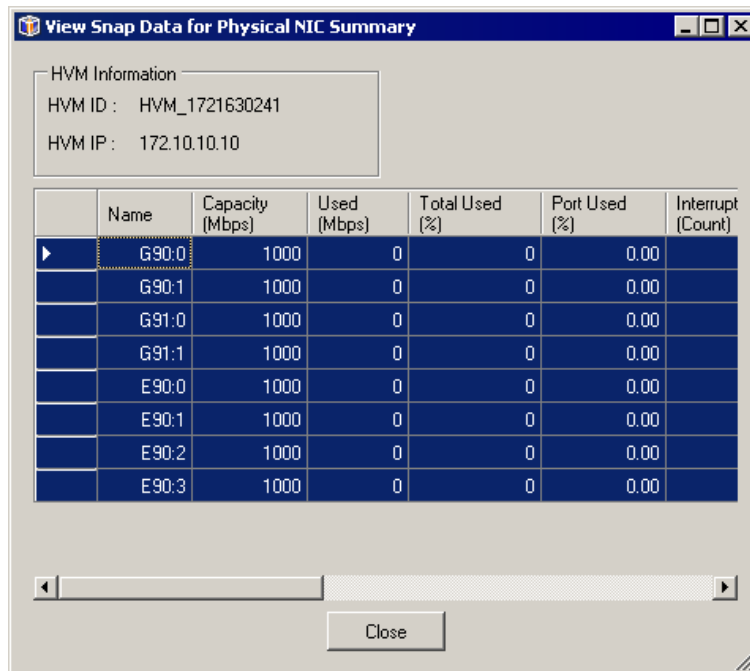 View Snap Data for Physical NIC Summary
HVM Information
HVM ID : HVM_1721630241
HVM IP : 172.10.10.10
Name Capacity (Mbps) Used (Mbps) Total Used (%) Port Used (%) Interrupt (Count)
G90:0 1000 0 0 0.00
G90:1 1000 0 0 0.00
G91:0 1000 0 0 0.00
G91:1 1000 0 0 0.00
E90:0 1000 0 0 0.00
E90:1 1000 0 0 0.00
E90:2 1000 0 0 0.00
E90:3 1000 0 0 0.00
Close